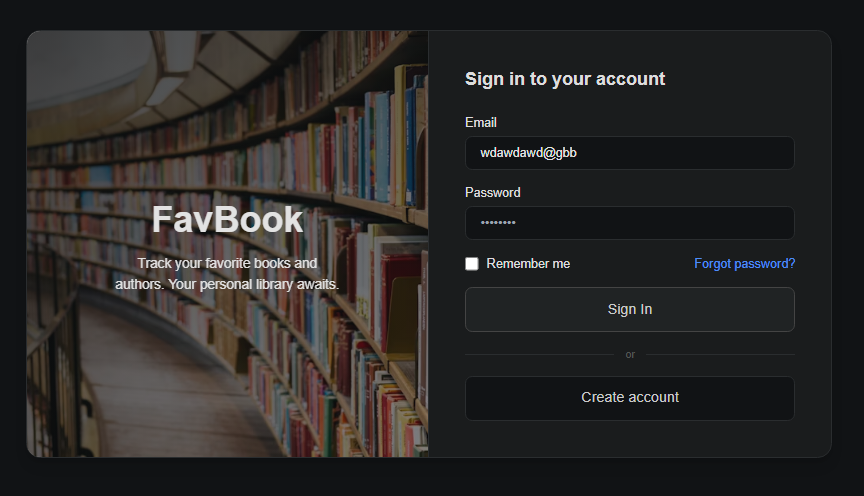 FavBook
Track your favorite books and
authors. Your personal library awaits.
Sign in to your account
Email
wdawdawd@gbb
Password
••••••••
Remember me
Forgot password?
Sign In
or
Create account